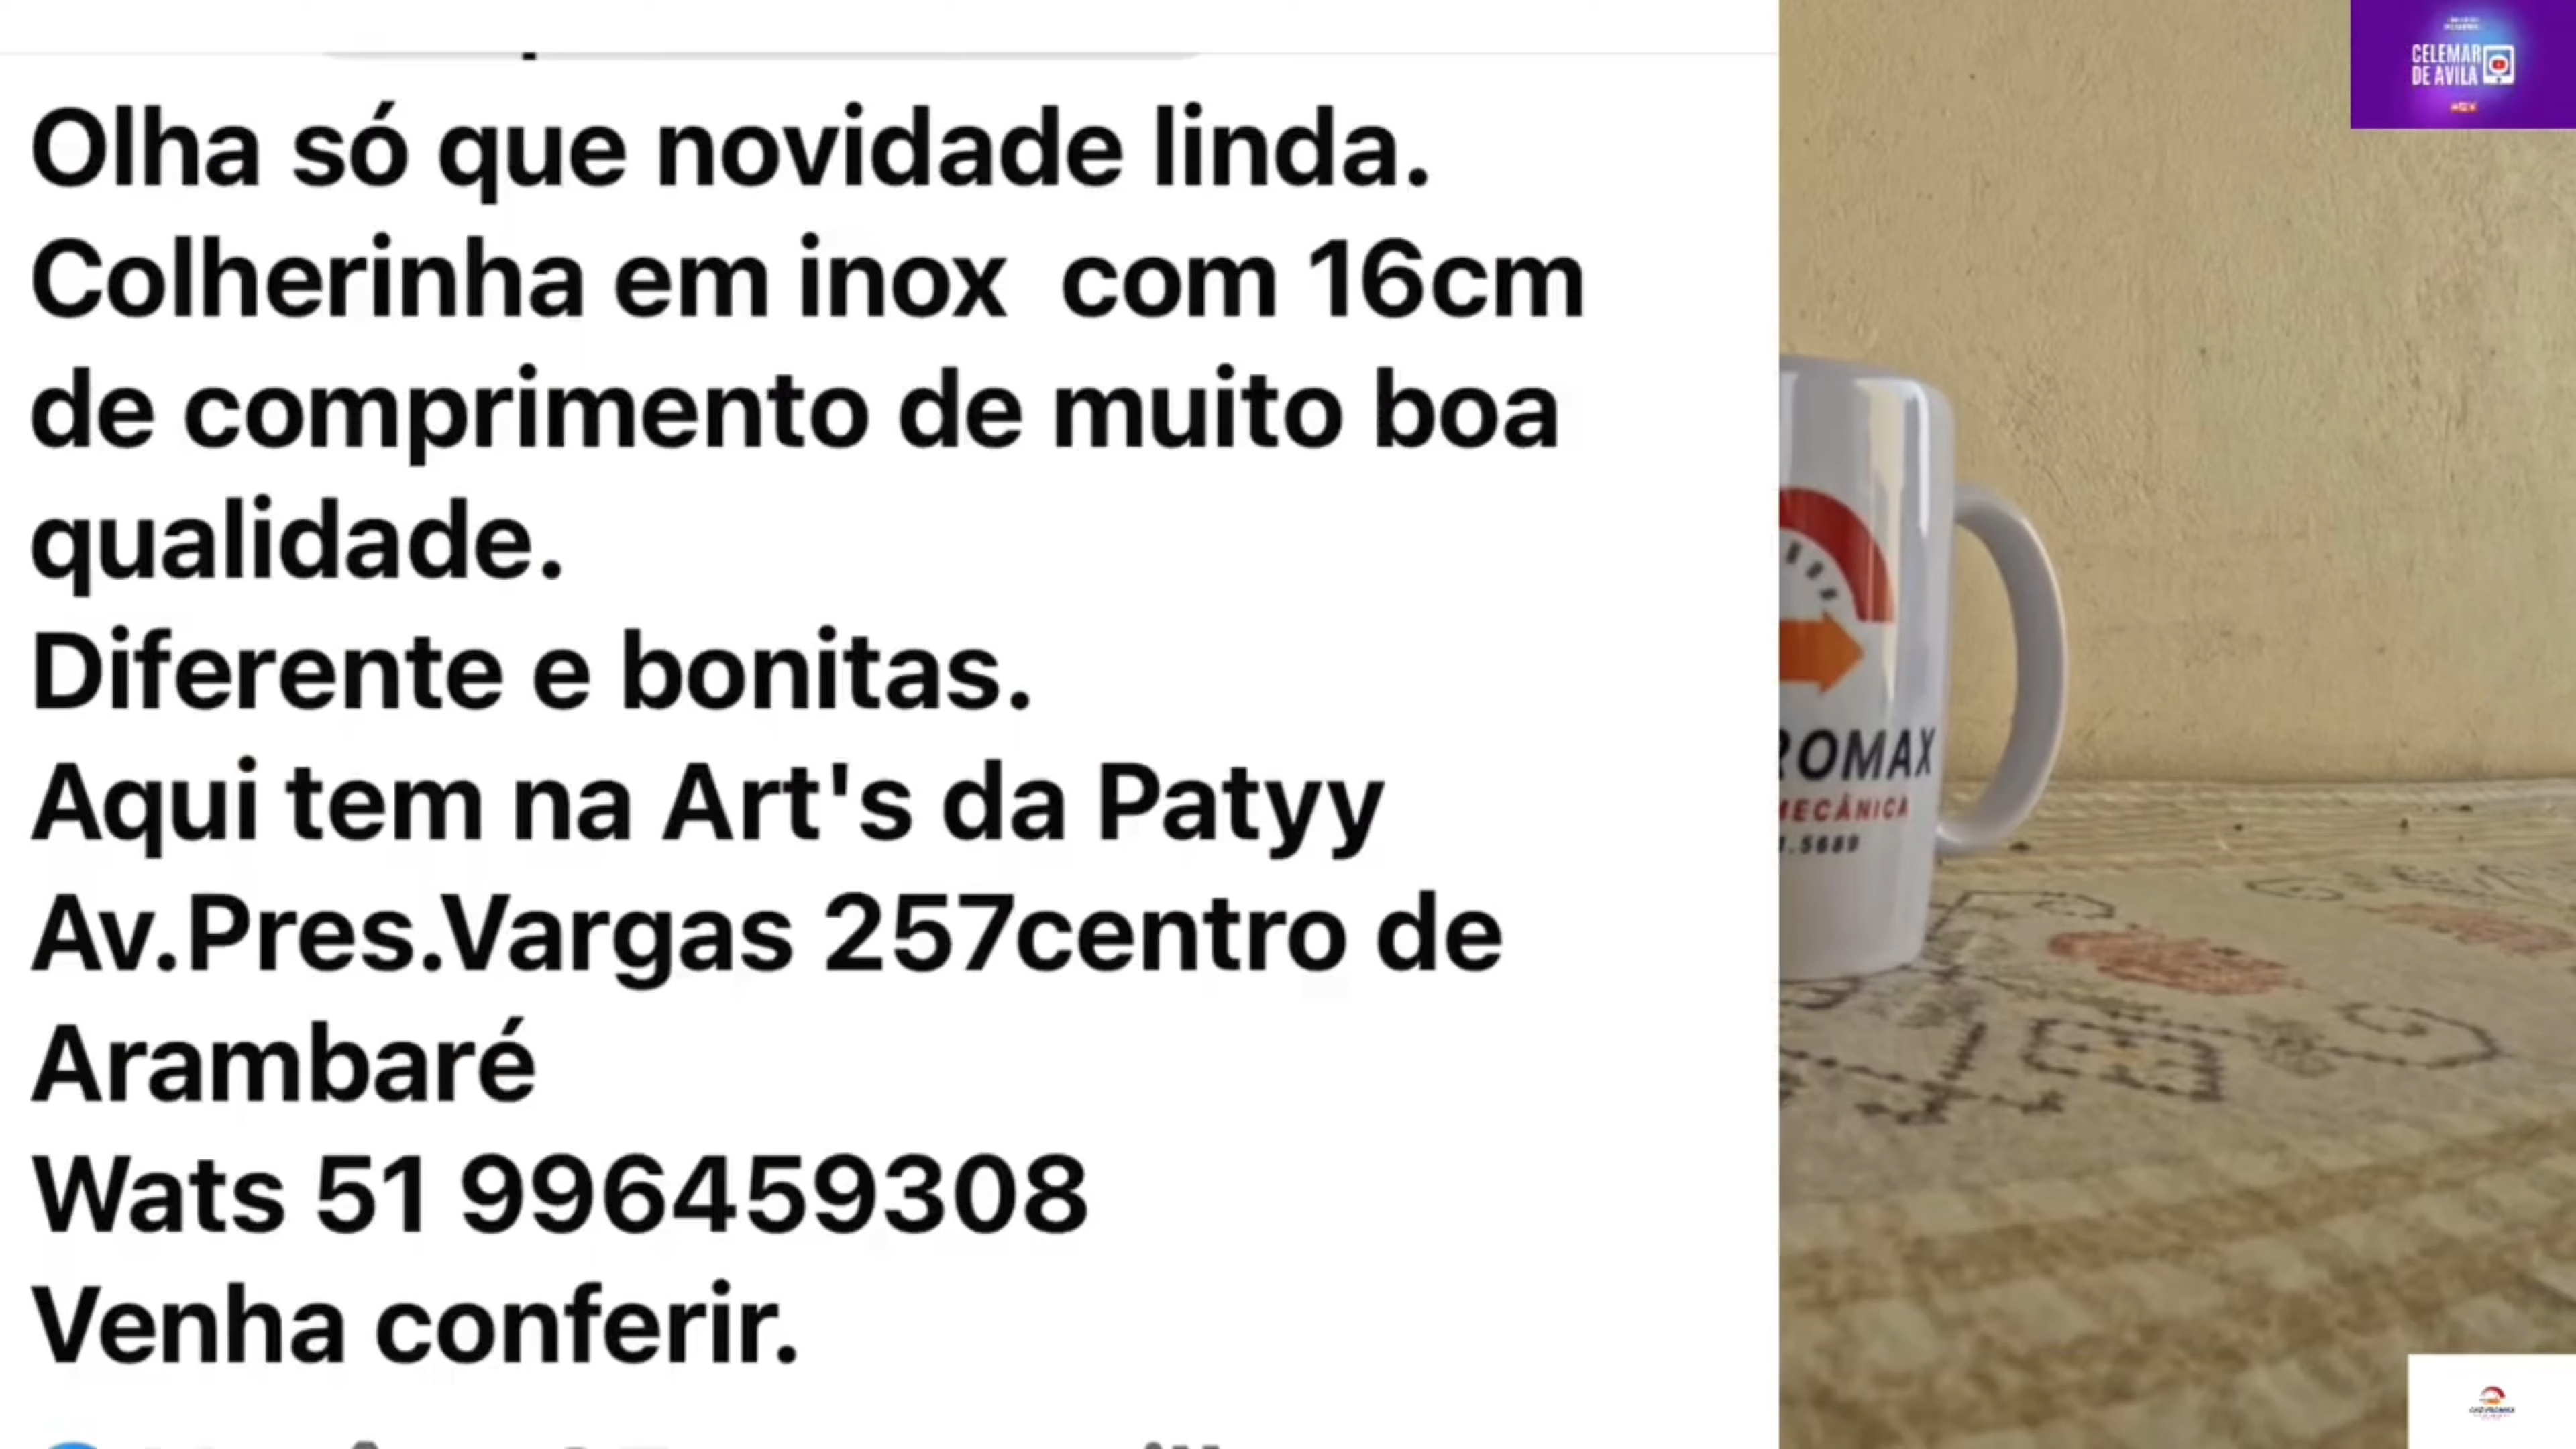 Olha só que novidade linda.
Colherinha em inox  com 16cm
de comprimento de muito boa
qualidade.
Diferente e bonitas.
Aqui tem na Art's da Patyy
Av.Pres.Vargas 257centro de
Arambaré
Wats 51 996459308
Venha conferir.
CELEMAR
DE AVILA
ROMAX
MECÂNICA
.5689